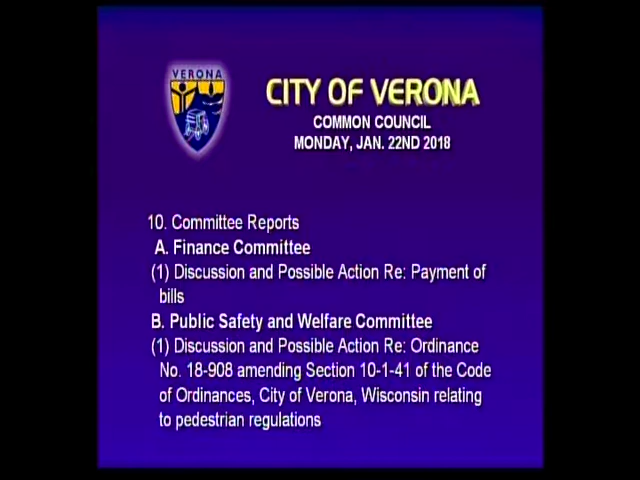 VERONA
CITY OF VERONA
COMMON COUNCIL
MONDAY, JAN. 22ND 2018
10. Committee Reports
A. Finance Committee
(1) Discussion and Possible Action Re: Payment of
bills
B. Public Safety and Welfare Committee
(1) Discussion and Possible Action Re: Ordinance
No. 18-908 amending Section 10-1-41 of the Code
of Ordinances, City of Verona, Wisconsin relating
to pedestrian regulations